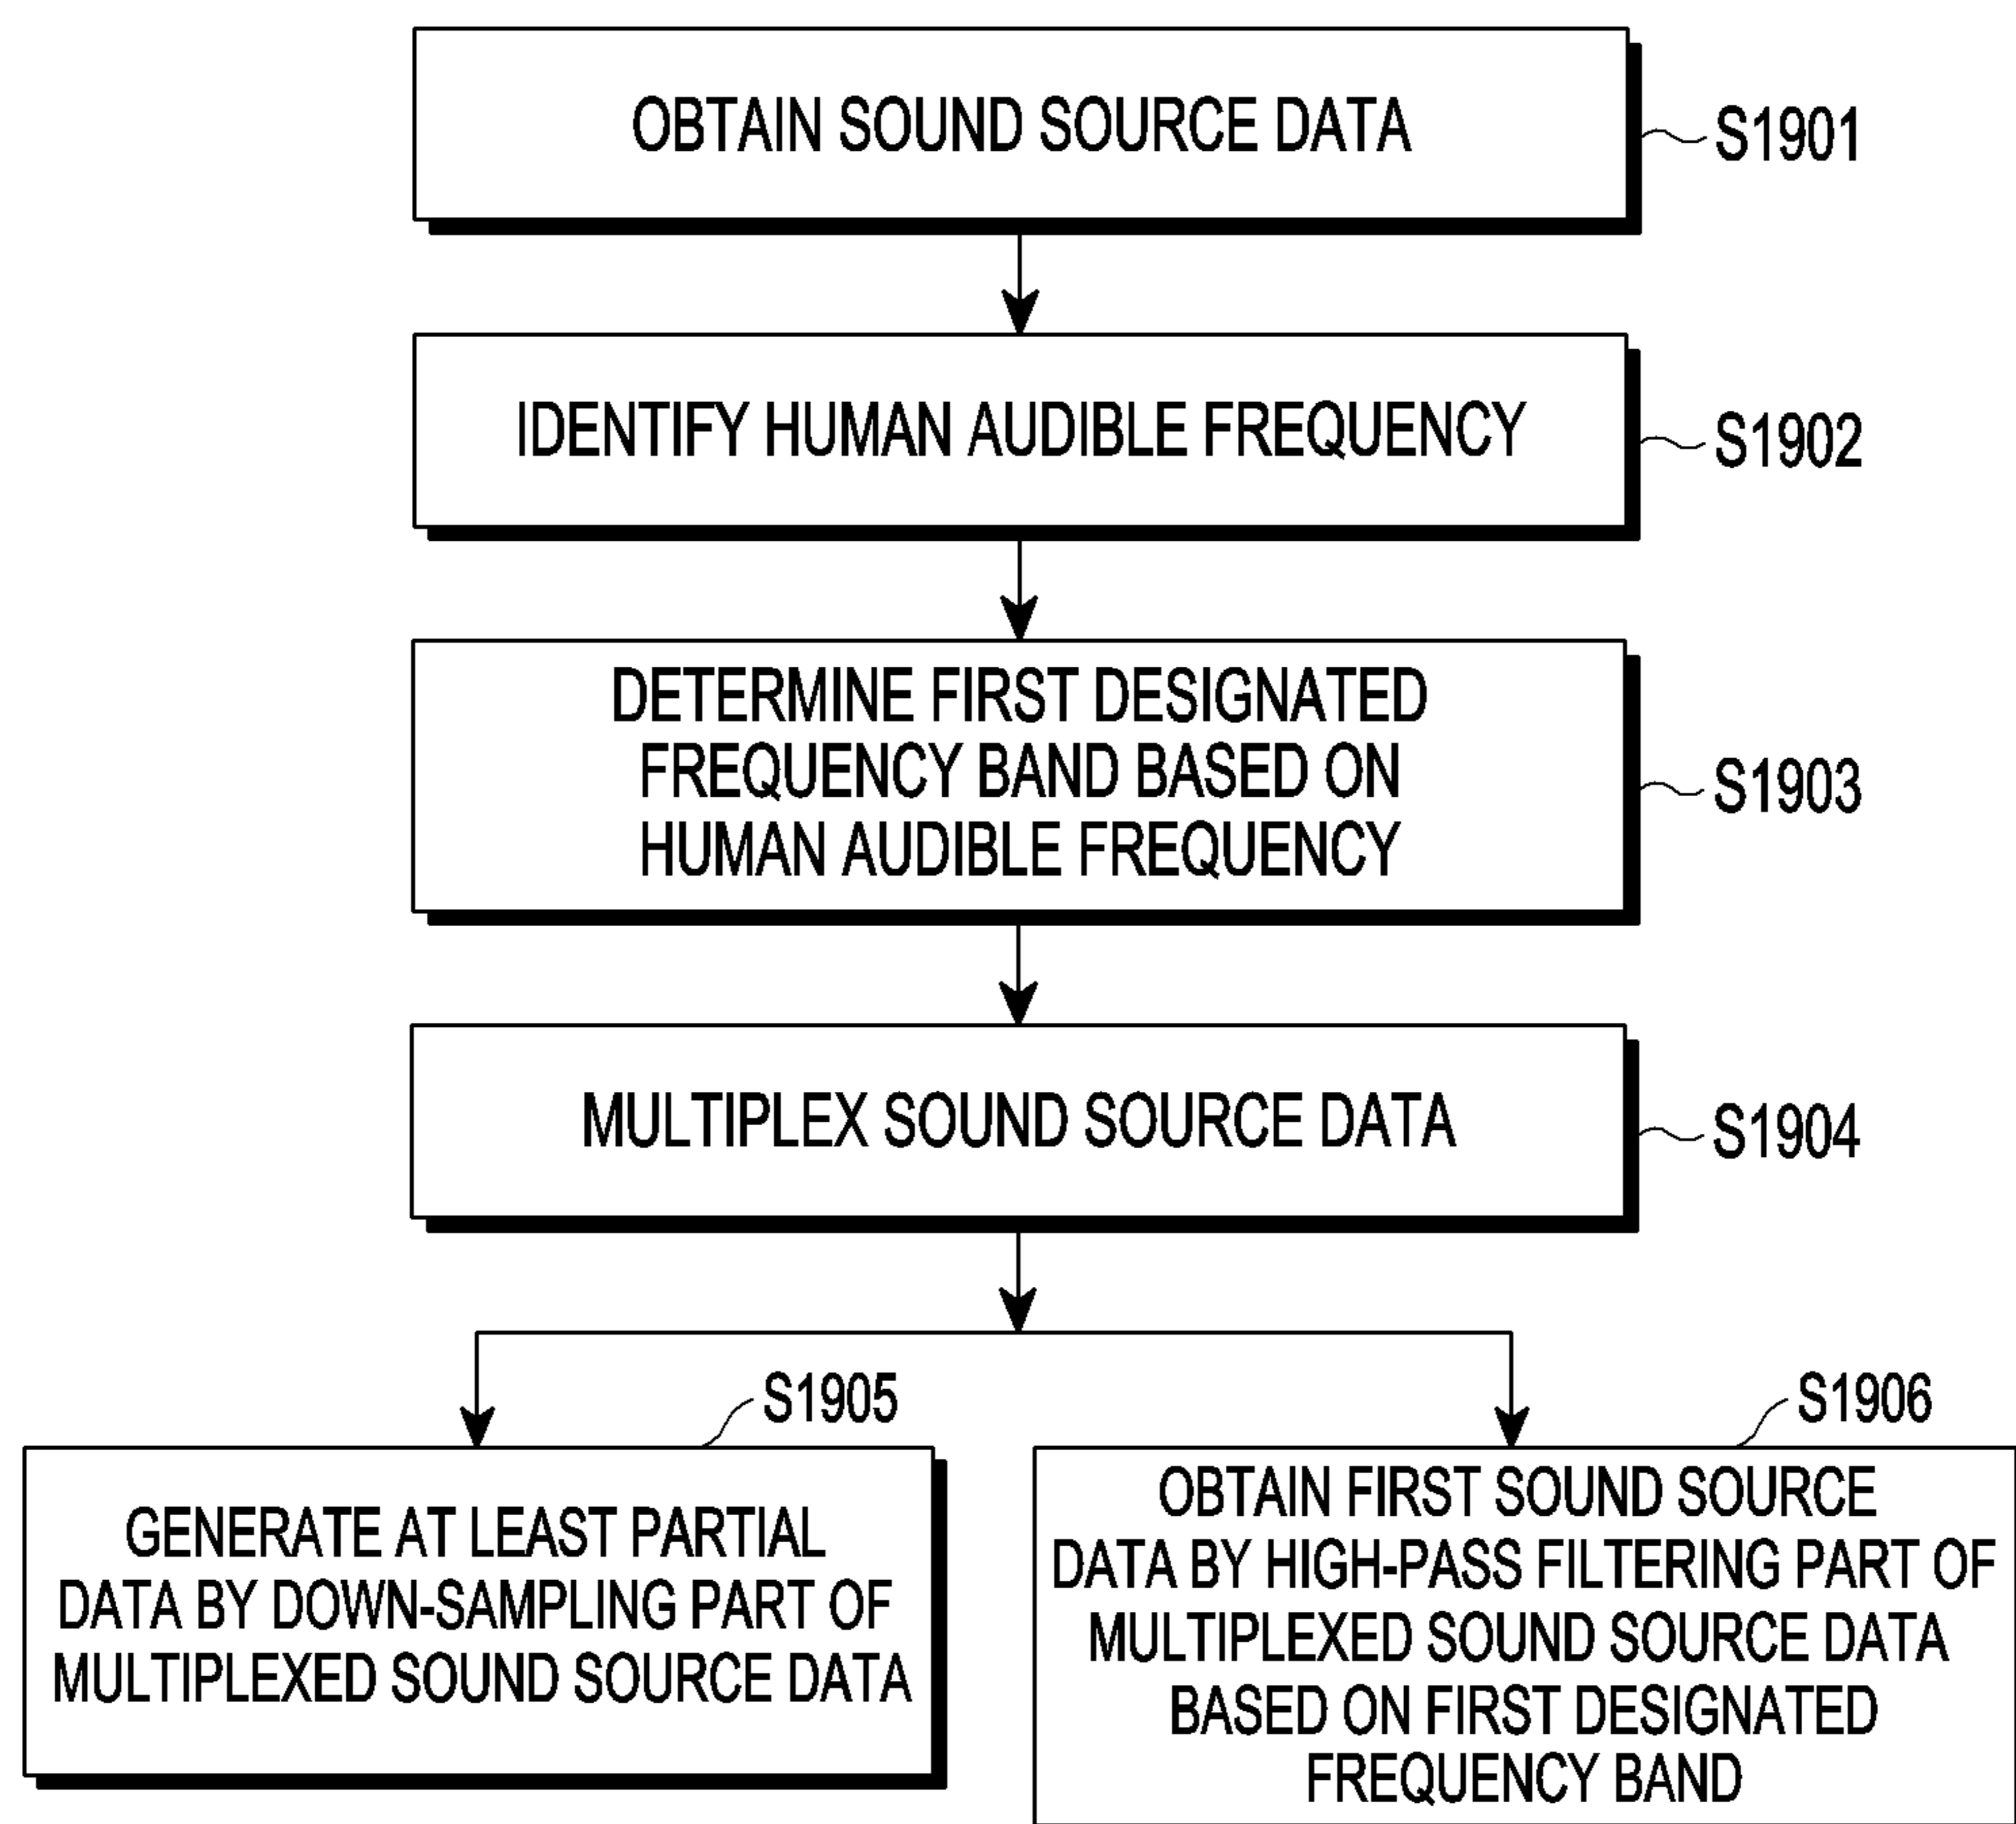 OBTAIN SOUND SOURCE DATA
S1901
IDENTIFY HUMAN AUDIBLE FREQUENCY
S1902
DETERMINE FIRST DESIGNATED
FREQUENCY BAND BASED ON
HUMAN AUDIBLE FREQUENCY
S1903
MULTIPLEX SOUND SOURCE DATA
S1904
S1905
GENERATE AT LEAST PARTIAL
DATA BY DOWN-SAMPLING PART OF
MULTIPLEXED SOUND SOURCE DATA
S1906
OBTAIN FIRST SOUND SOURCE
DATA BY HIGH-PASS FILTERING PART OF
MULTIPLEXED SOUND SOURCE DATA
BASED ON FIRST DESIGNATED
FREQUENCY BAND